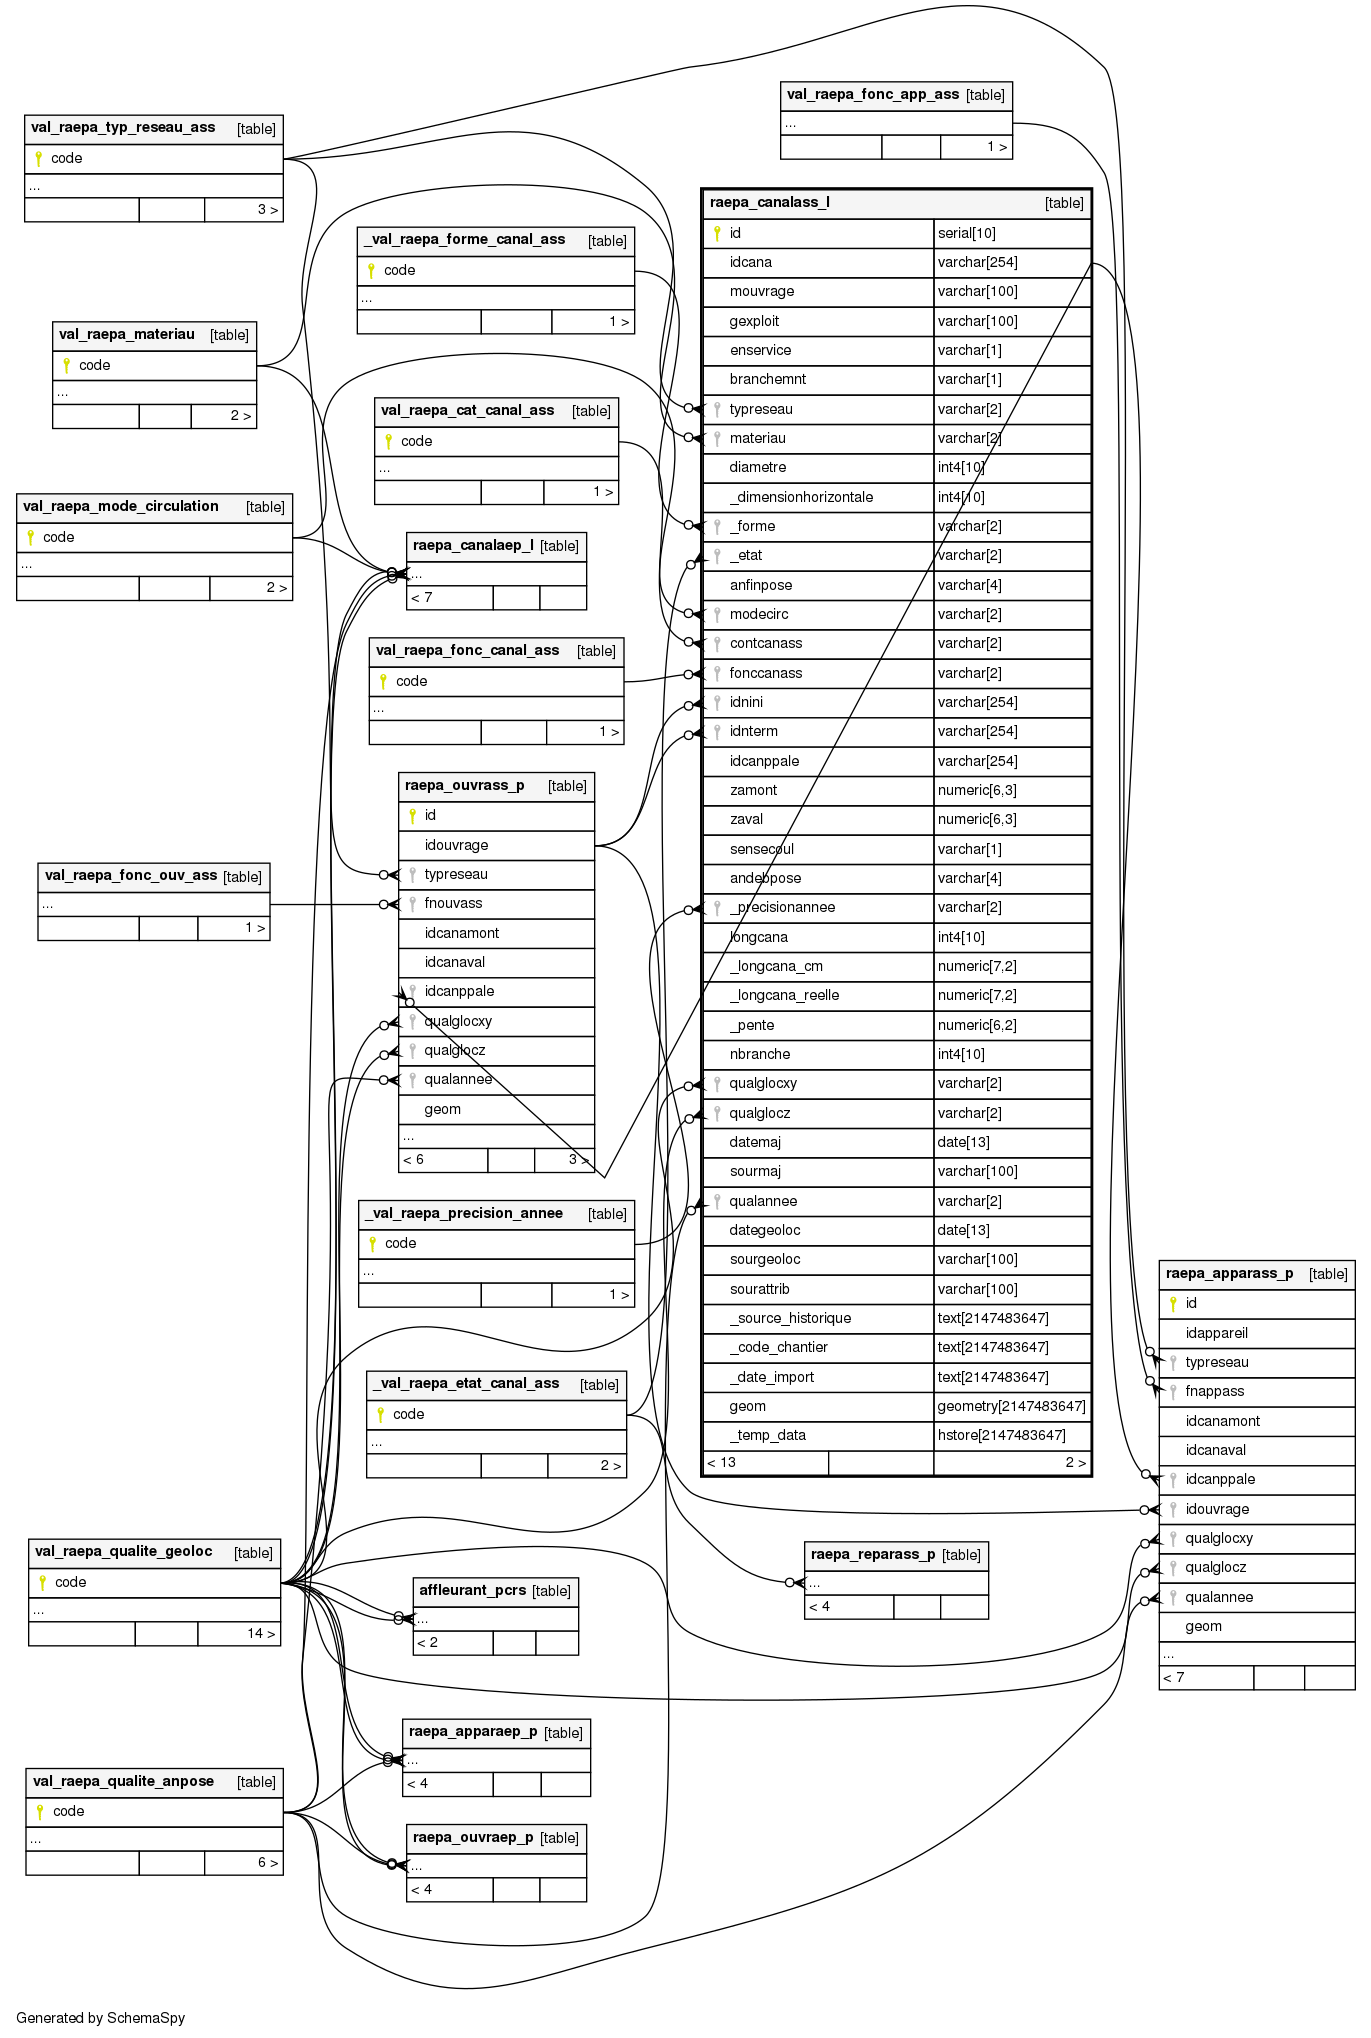 val_raepa_fonc_app_ass [table]
...
1 >
val_raepa_typ_reseau_ass [table]
code
...
3 >
_val_raepa_forme_canal_ass [table]
code
...
1 >
val_raepa_materiau [table]
code
...
2 >
val_raepa_cat_canal_ass [table]
code
...
1 >
val_raepa_mode_circulation [table]
code
...
2 >
raepa_canalaep_l [table]
...
< 7
val_raepa_fonc_canal_ass [table]
code
...
1 >
raepa_ouvrass_p [table]
id
idouvrage
typreseau
fnouvass
idcanamont
idcanaval
idcanppale
qualglocxy
qualglocz
qualannee
geom
...
< 6 3 >
val_raepa_fonc_ouv_ass [table]
...
1 >
_val_raepa_precision_annee [table]
code
...
1 >
_val_raepa_etat_canal_ass [table]
code
...
2 >
val_raepa_qualite_geoloc [table]
code
...
14 >
affleurant_pcrs [table]
...
< 2
raepa_apparaep_p [table]
...
< 4
val_raepa_qualite_anpose [table]
code
...
6 >
raepa_ouvraep_p [table]
...
< 4
raepa_canalass_l [table]
id serial[10]
idcana varchar[254]
mouvrage varchar[100]
gexploit varchar[100]
enservice varchar[1]
branchemnt varchar[1]
typreseau varchar[2]
materiau varchar[2]
diametre int4[10]
_dimensionhorizontale int4[10]
_forme varchar[2]
_etat varchar[2]
anfinpose varchar[4]
modecirc varchar[2]
contcanass varchar[2]
fonccanass varchar[2]
idnini varchar[254]
idnterm varchar[254]
idcanppale varchar[254]
zamont numeric[6,3]
zaval numeric[6,3]
sensecoul varchar[1]
andebpose varchar[4]
_precisionannee varchar[2]
longcana int4[10]
_longcana_cm numeric[7,2]
_longcana_reelle numeric[7,2]
_pente numeric[6,2]
nbranche int4[10]
qualglocxy varchar[2]
qualglocz varchar[2]
datemaj date[13]
sourmaj varchar[100]
qualannee varchar[2]
dategeoloc date[13]
sourgeoloc varchar[100]
sourattrib varchar[100]
_source_historique text[2147483647]
_code_chantier text[2147483647]
_date_import text[2147483647]
geom geometry[2147483647]
_temp_data hstore[2147483647]
< 13 2 >
raepa_reparass_p [table]
...
< 4
raepa_apparass_p [table]
id
idappareil
typreseau
fnappass
idcanamont
idcanaval
idcanppale
idouvrage
qualglocxy
qualglocz
qualannee
geom
...
< 7
Generated by SchemaSpy